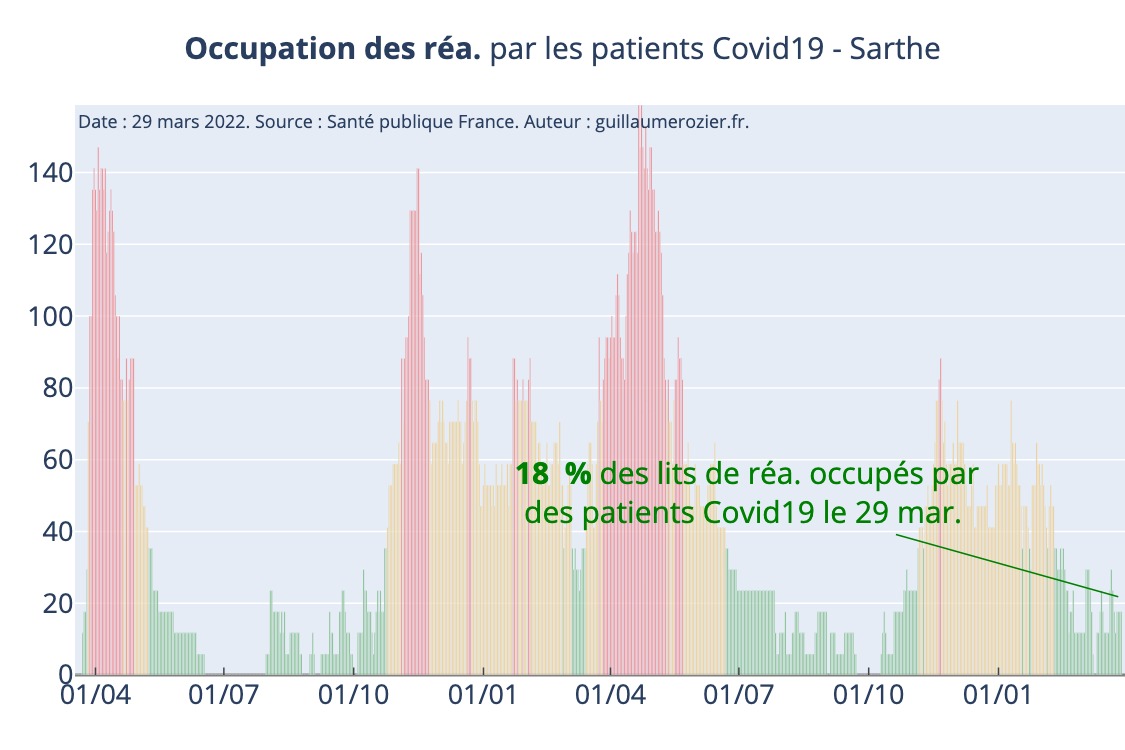 Occupation des réa. par les patients Covid19 - Sarthe
Date : 29 mars 2022. Source : Santé publique France. Auteur : guillaumerozier.fr.
140
120
100
80
60
18 % des lits de réa. occupés par
des patients Covid19 le 29 mar.
40
20
0
01/04 01/07 01/10 01/01 01/04 01/07 01/10 01/01